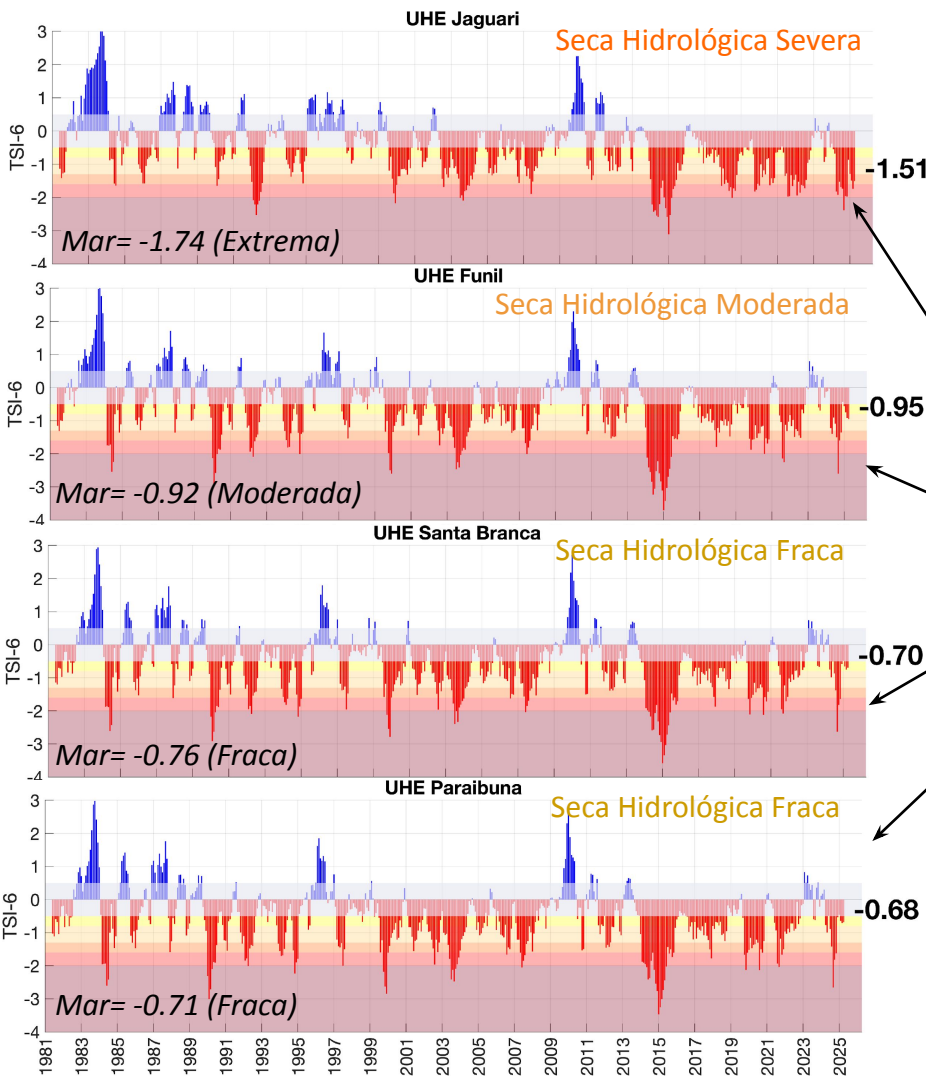 UHE Jaguari
Seca Hidrológica Severa
3
2
1
0
-1
-2
-3
-4
TSI-6
-1.51
Mar= -1.74 (Extrema)
UHE Funil
Seca Hidrológica Moderada
3
2
1
0
-1
-2
-3
-4
TSI-6
-0.95
Mar= -0.92 (Moderada)
UHE Santa Branca
Seca Hidrológica Fraca
3
2
1
0
-1
-2
-3
-4
TSI-6
-0.70
Mar= -0.76 (Fraca)
UHE Paraibuna
Seca Hidrológica Fraca
3
2
1
0
-1
-2
-3
-4
TSI-6
-0.68
Mar= -0.71 (Fraca)
1981 1983 1985 1987 1989 1991 1993 1995 1997 1999 2001 2003 2005 2007 2009 2011 2013 2015 2017 2019 2021 2023 2025